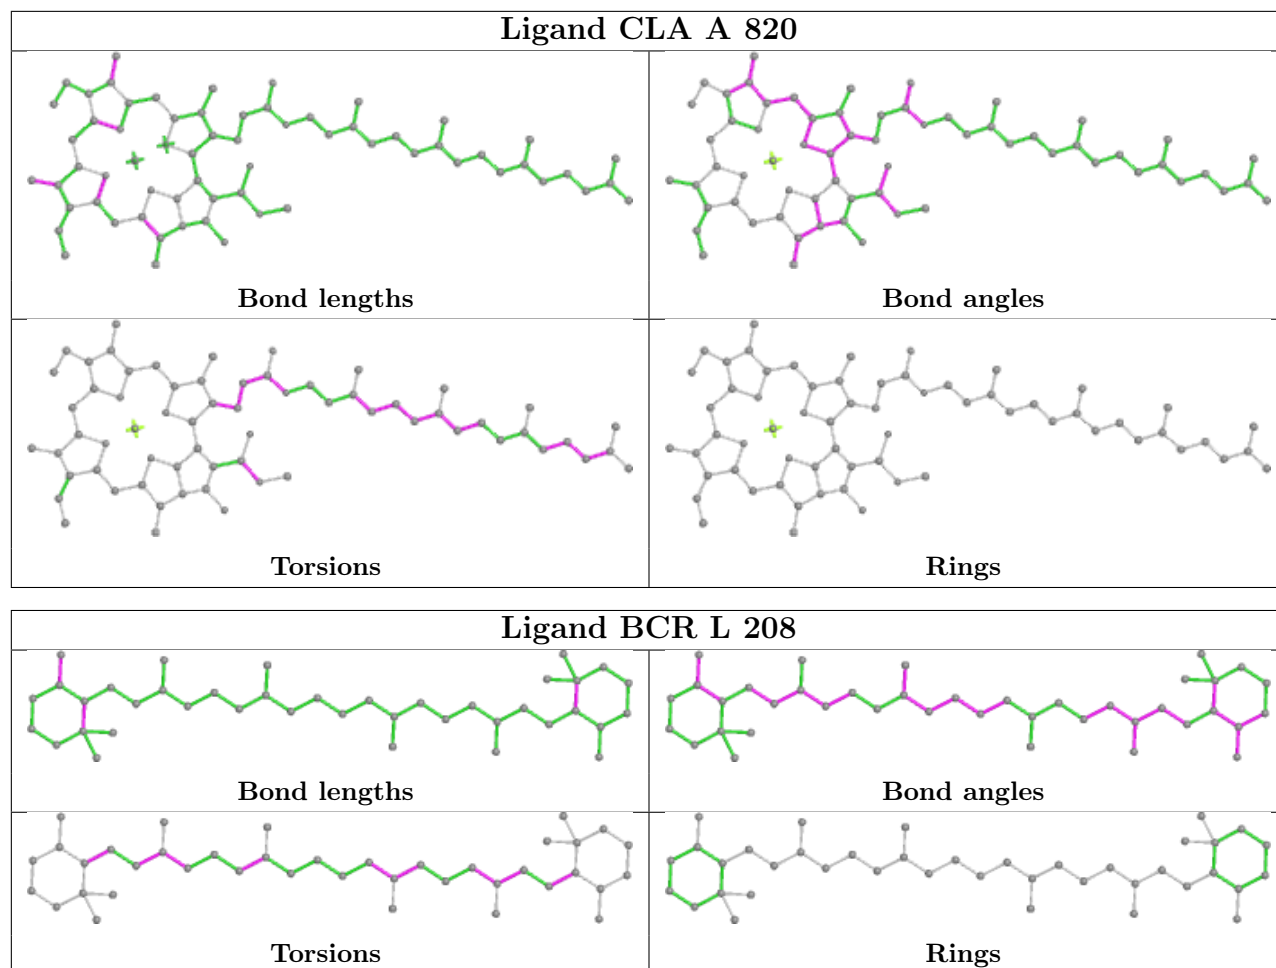 Ligand CLA A 820
Bond lengths
Bond angles
Torsions
Rings
Ligand BCR L 208
Bond lengths
Bond angles
Torsions
Rings